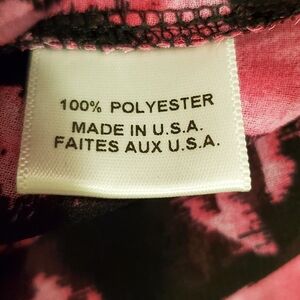 100% POLYESTER
MADE IN U.S.A.
FAITES AUX U.S.A.